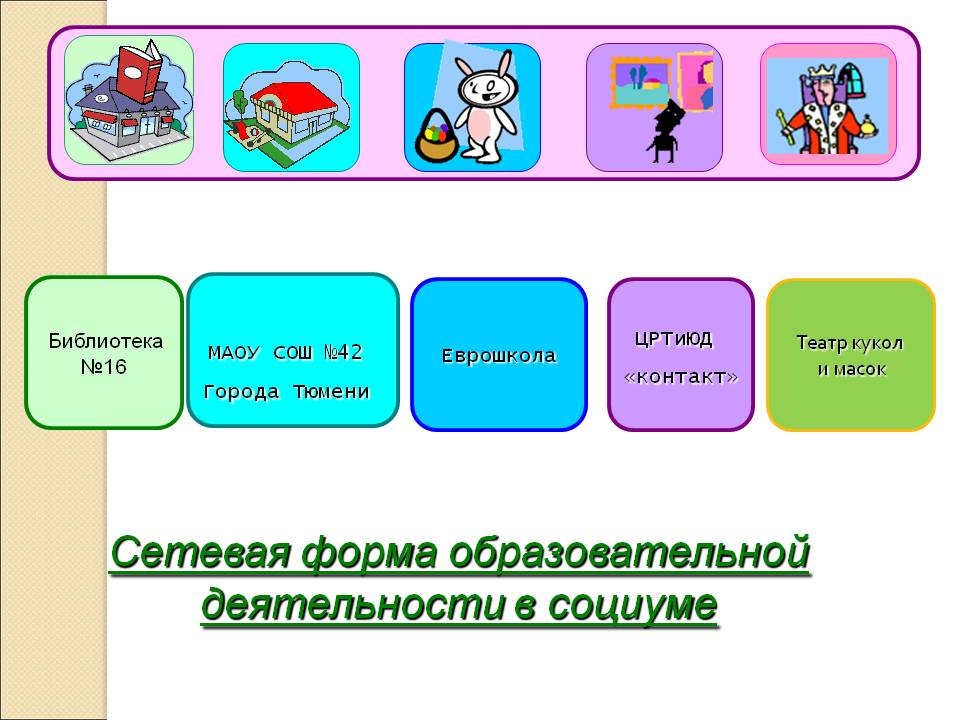 Библиотека
№16
МАОУ СОШ №42
Города Тюмени
Еврошкола
ЦРТиЮД
«контакт»
Театр кукол
и масок
Сетевая форма образовательной
деятельности в социуме